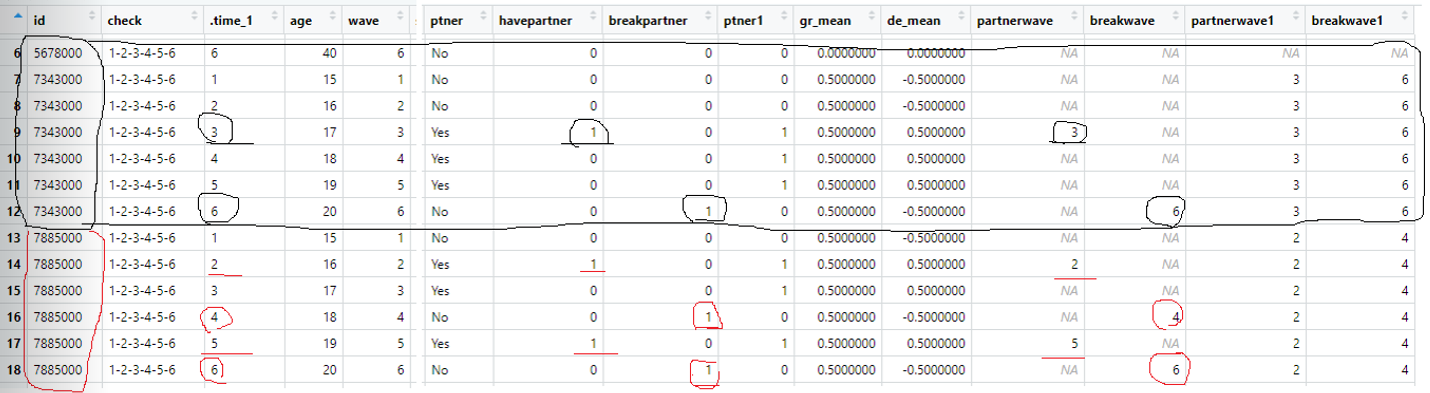 id check .time_1 age wave ptner havepartner breakpartner ptner1 gr_mean de_mean partnerwave breakwave partnerwave1 breakwave1
6 5678000 1-2-3-4-5-6 6 40 6 No 0 0 0 0.0000000 0.0000000 NA NA NA NA
7 7343000 1-2-3-4-5-6 1 15 1 No 0 0 0 0.5000000 -0.5000000 NA NA 3 6
8 7343000 1-2-3-4-5-6 2 16 2 No 0 0 0 0.5000000 -0.5000000 NA NA 3 6
9 7343000 1-2-3-4-5-6 3 17 3 Yes 1 0 1 0.5000000 0.5000000 3 NA 3 6
10 7343000 1-2-3-4-5-6 4 18 4 Yes 0 0 1 0.5000000 0.5000000 NA NA 3 6
11 7343000 1-2-3-4-5-6 5 19 5 Yes 0 0 1 0.5000000 0.5000000 NA NA 3 6
12 7343000 1-2-3-4-5-6 6 20 6 No 0 1 0 0.5000000 -0.5000000 NA 6 3 6
13 7885000 1-2-3-4-5-6 1 15 1 No 0 0 0 0.5000000 -0.5000000 NA NA 2 4
14 7885000 1-2-3-4-5-6 2 16 2 Yes 1 0 1 0.5000000 0.5000000 2 NA 2 4
15 7885000 1-2-3-4-5-6 3 17 3 Yes 0 0 1 0.5000000 0.5000000 NA NA 2 4
16 7885000 1-2-3-4-5-6 4 18 4 No 0 1 0 0.5000000 -0.5000000 NA 4 2 4
17 7885000 1-2-3-4-5-6 5 19 5 Yes 1 0 1 0.5000000 0.5000000 5 NA 2 4
18 7885000 1-2-3-4-5-6 6 20 6 No 0 1 0 0.5000000 -0.5000000 NA 6 2 4